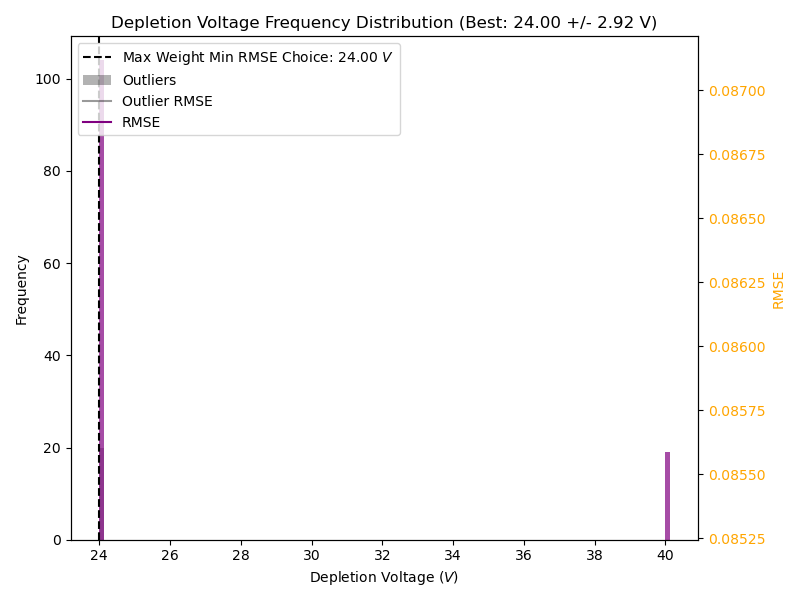 Depletion Voltage Frequency Distribution (Best: 24.00 +/- 2.92 V)
Max Weight Min RMSE Choice: 24.00 V
Outliers
Outlier RMSE
RMSE
100
80
60
40
20
0
Frequency
0.08700
0.08675
0.08650
0.08625
0.08600
0.08575
0.08550
0.08525
RMSE
24 26 28 30 32 34 36 38 40
Depletion Voltage (V)